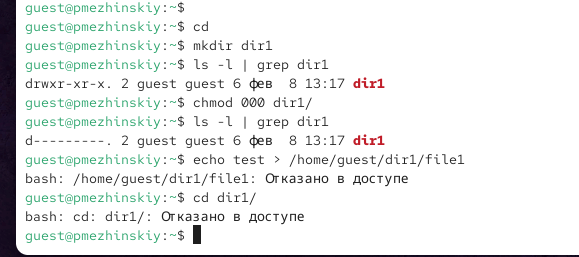 guest@pmezhinskiy:~$
guest@pmezhinskiy:~$ cd
guest@pmezhinskiy:~$ mkdir dir1
guest@pmezhinskiy:~$ ls -l | grep dir1
drwxr-xr-x. 2 guest guest 6 фев  8 13:17 dir1
guest@pmezhinskiy:~$ chmod 000 dir1/
guest@pmezhinskiy:~$ ls -l | grep dir1
d---------. 2 guest guest 6 фев  8 13:17 dir1
guest@pmezhinskiy:~$ echo test > /home/guest/dir1/file1
bash: /home/guest/dir1/file1: Отказано в доступе
guest@pmezhinskiy:~$ cd dir1/
bash: cd: dir1/: Отказано в доступе
guest@pmezhinskiy:~$